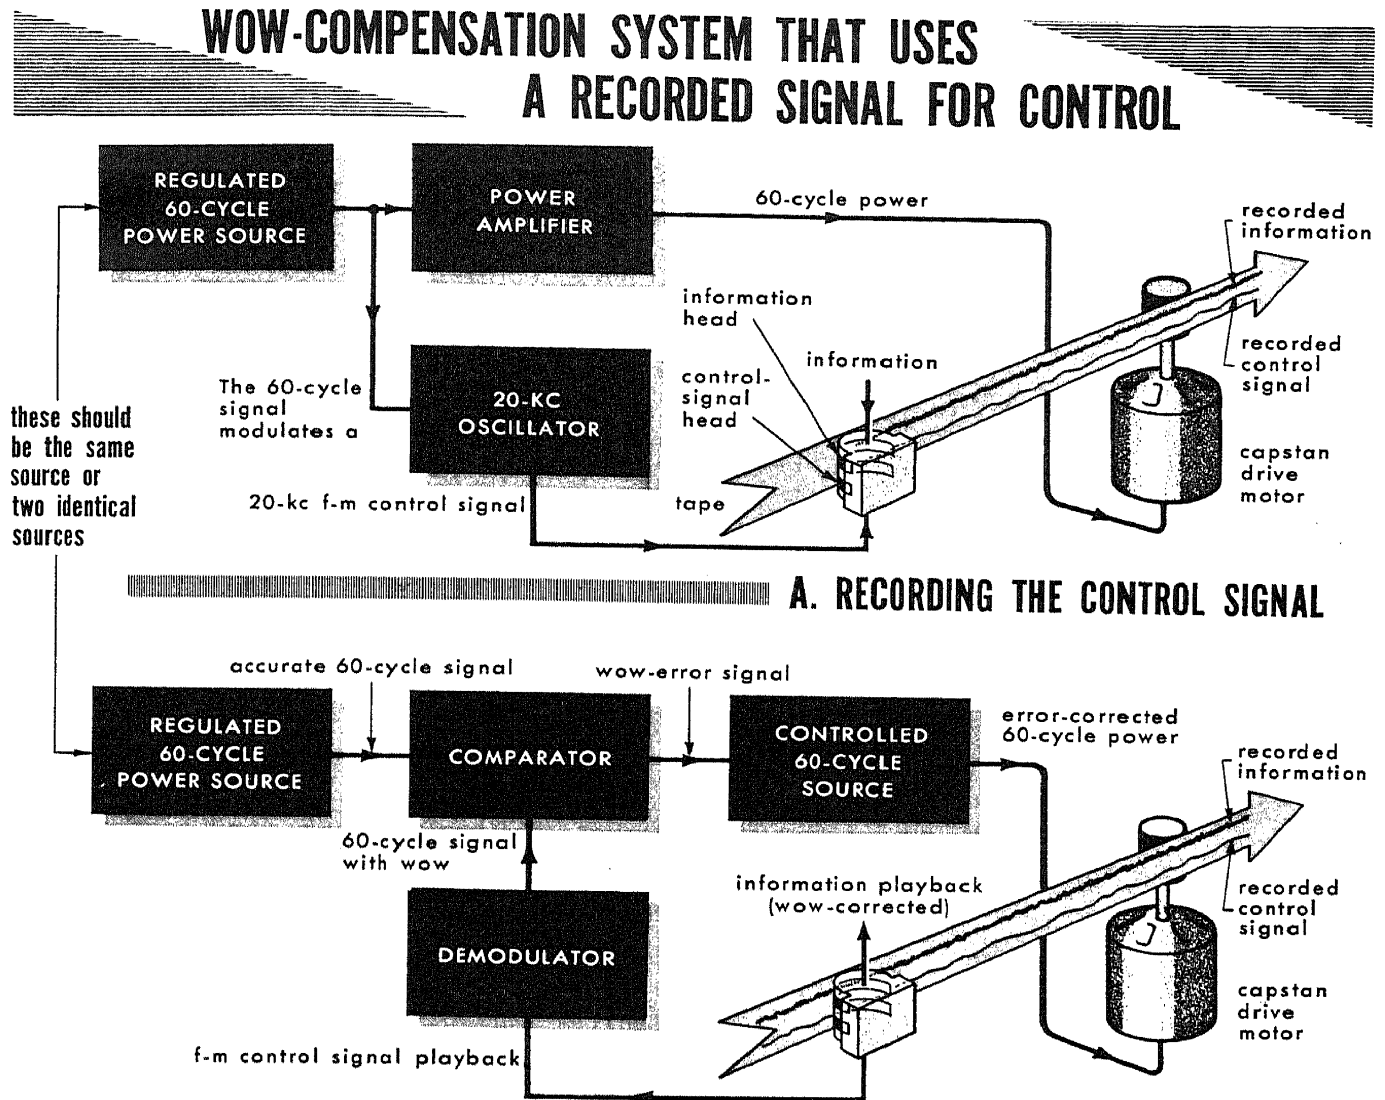 WOW-COMPENSATION SYSTEM THAT USES
A RECORDED SIGNAL FOR CONTROL
REGULATED
60-CYCLE
POWER SOURCE
POWER
AMPLIFIER
60-cycle power
recorded
information
information
head
information
control-
signal
head
recorded
control
signal
The 60-cycle
signal
modulates a
20-KC
OSCILLATOR
these should
be the same
source or
two identical
sources
capstan
drive
motor
20-kc f-m control signal
tape
A. RECORDING THE CONTROL SIGNAL
accurate 60-cycle signal
wow-error signal
REGULATED
60-CYCLE
POWER SOURCE
COMPARATOR
CONTROLLED
60-CYCLE
SOURCE
error-corrected
60-cycle power
recorded
information
60-cycle signal
with wow
information playback
(wow-corrected)
recorded
control
signal
DEMODULATOR
capstan
drive
motor
f-m control signal playback